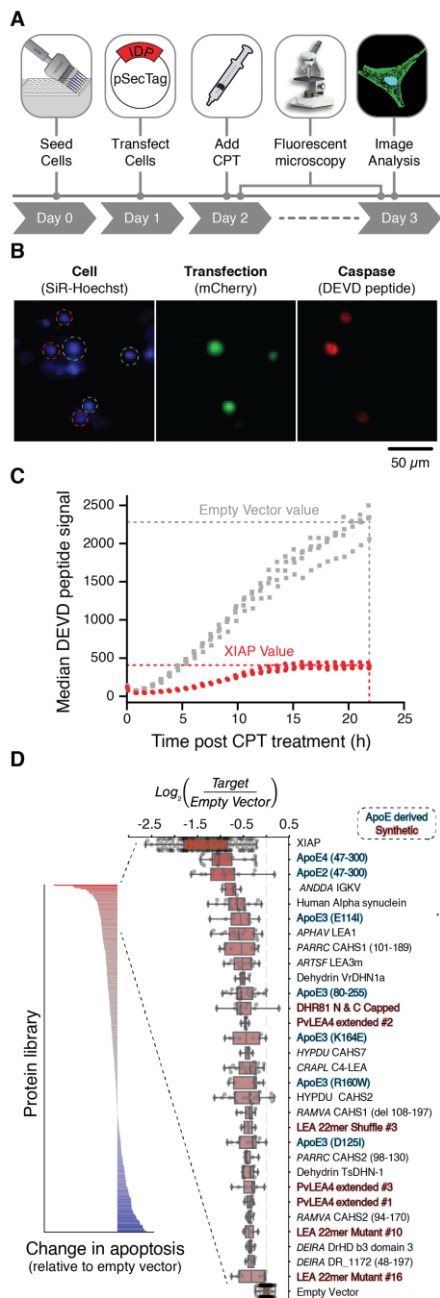 A
IDP
pSecTag
Seed Cells
Transfect Cells
Add CPT
Fluorescent microscopy
Image Analysis
Day 0
Day 1
Day 2
Day 3
B
Cell (SiR-Hoechst)
Transfection (mCherry)
Caspase (DEVD peptide)
50 µm
C
Median DEVD peptide signal
2500
2000
1500
1000
500
0
Empty Vector value
XIAP Value
0 5 10 15 20 25
Time post CPT treatment (h)
D
Log2(Target/Empty Vector)
-2.5 -1.5 -0.5 0.5
ApoE derived
Synthetic
XIAP
ApoE4 (47-300)
ApoE2 (47-300)
ANDDA IGKV
Human Alpha synuclein
ApoE3 (E114I)
APHAV LEA1
PARRC CAHS1 (101-189)
ARTSF LEA3m
Dehydrin VrDHN1a
ApoE3 (80-255)
DHR81 N & C Capped
PvLEA4 extended #2
ApoE3 (K164E)
HYPDU CAHS7
CRAPL C4-LEA
ApoE3 (R160W)
HYPDU CAHS2
RAMVA CAHS1 (del 108-197)
LEA 22mer Shuffle #3
ApoE3 (D125I)
PARRC CAHS2 (98-130)
Dehydrin TsDHN-1
PvLEA4 extended #3
PvLEA4 extended #1
RAMVA CAHS2 (94-170)
LEA 22mer Mutant #10
DEIRA DrHD b3 domain 3
DEIRA DR_1172 (48-197)
LEA 22mer Mutant #16
Empty Vector
Protein library
Change in apoptosis
(relative to empty vector)